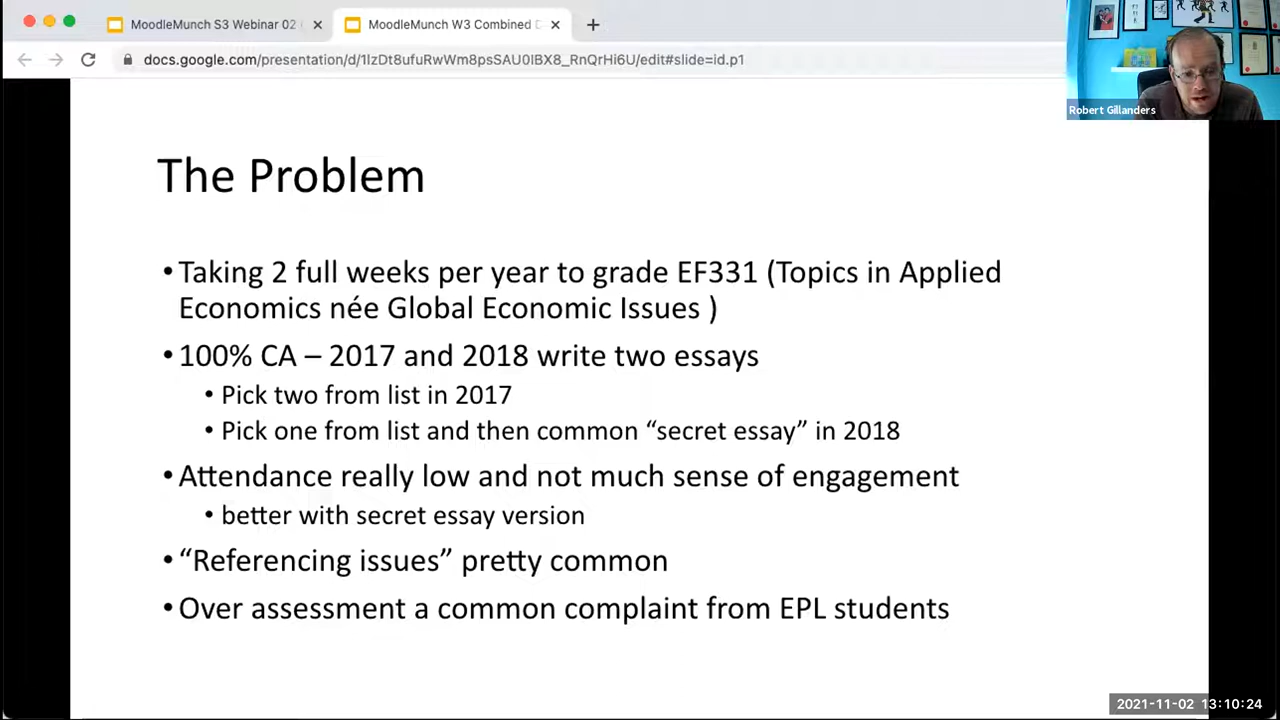 MoodleMunch S3 Webinar 02
MoodleMunch W3 Combined D
docs.google.com/presentation/d/1lzDt8ufuRwWm8psSAU0lBX8_RnQrHi6U/edit#slide=id.p1
Robert Gillanders
The Problem
•Taking 2 full weeks per year to grade EF331 (Topics in Applied
Economics née Global Economic Issues )
•100% CA – 2017 and 2018 write two essays
• Pick two from list in 2017
• Pick one from list and then common “secret essay” in 2018
•Attendance really low and not much sense of engagement
• better with secret essay version
•“Referencing issues” pretty common
•Over assessment a common complaint from EPL students
2021-11-02 13:10:24